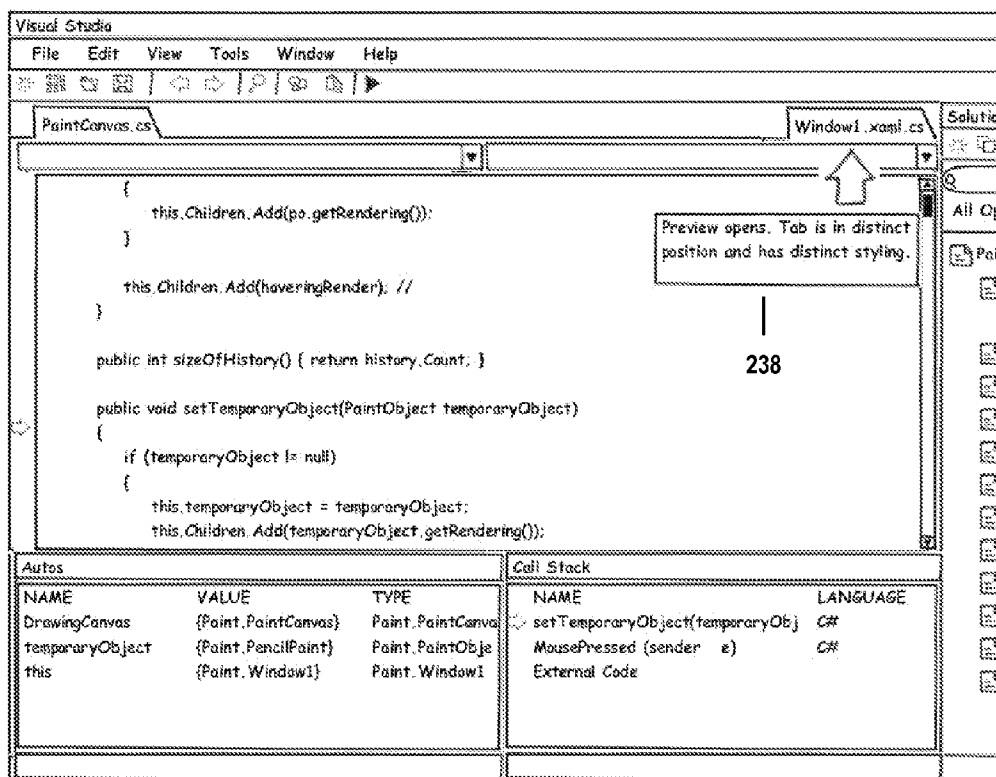 Visual Studio
File Edit View Tools Window Help
PaintCanvas.cs
Window1.xaml.cs
Solutio
All Op
Pai
{
this.Children.Add(po.getRendering());
}
this.Children.Add(hoveringRender); //
}
public int sizeOfHistory() { return history.Count; }
public void setTemporaryObject(PaintObject temporaryObject)
{
if (temporaryObject != null)
{
this.temporaryObject = temporaryObject;
this.Children.Add(temporaryObject.getRendering());
Preview opens. Tab is in distinct
position and has distinct styling.
238
Autos
NAME VALUE TYPE
DrawingCanvas {Paint.PaintCanvas} Paint.PaintCanva
temporaryObject {Paint.PencilPaint} Paint.PaintObje
this {Paint.Window1} Paint.Window1
Call Stack
NAME LANGUAGE
setTemporaryObject(temporaryObj C#
MousePressed (sender e) C#
External Code